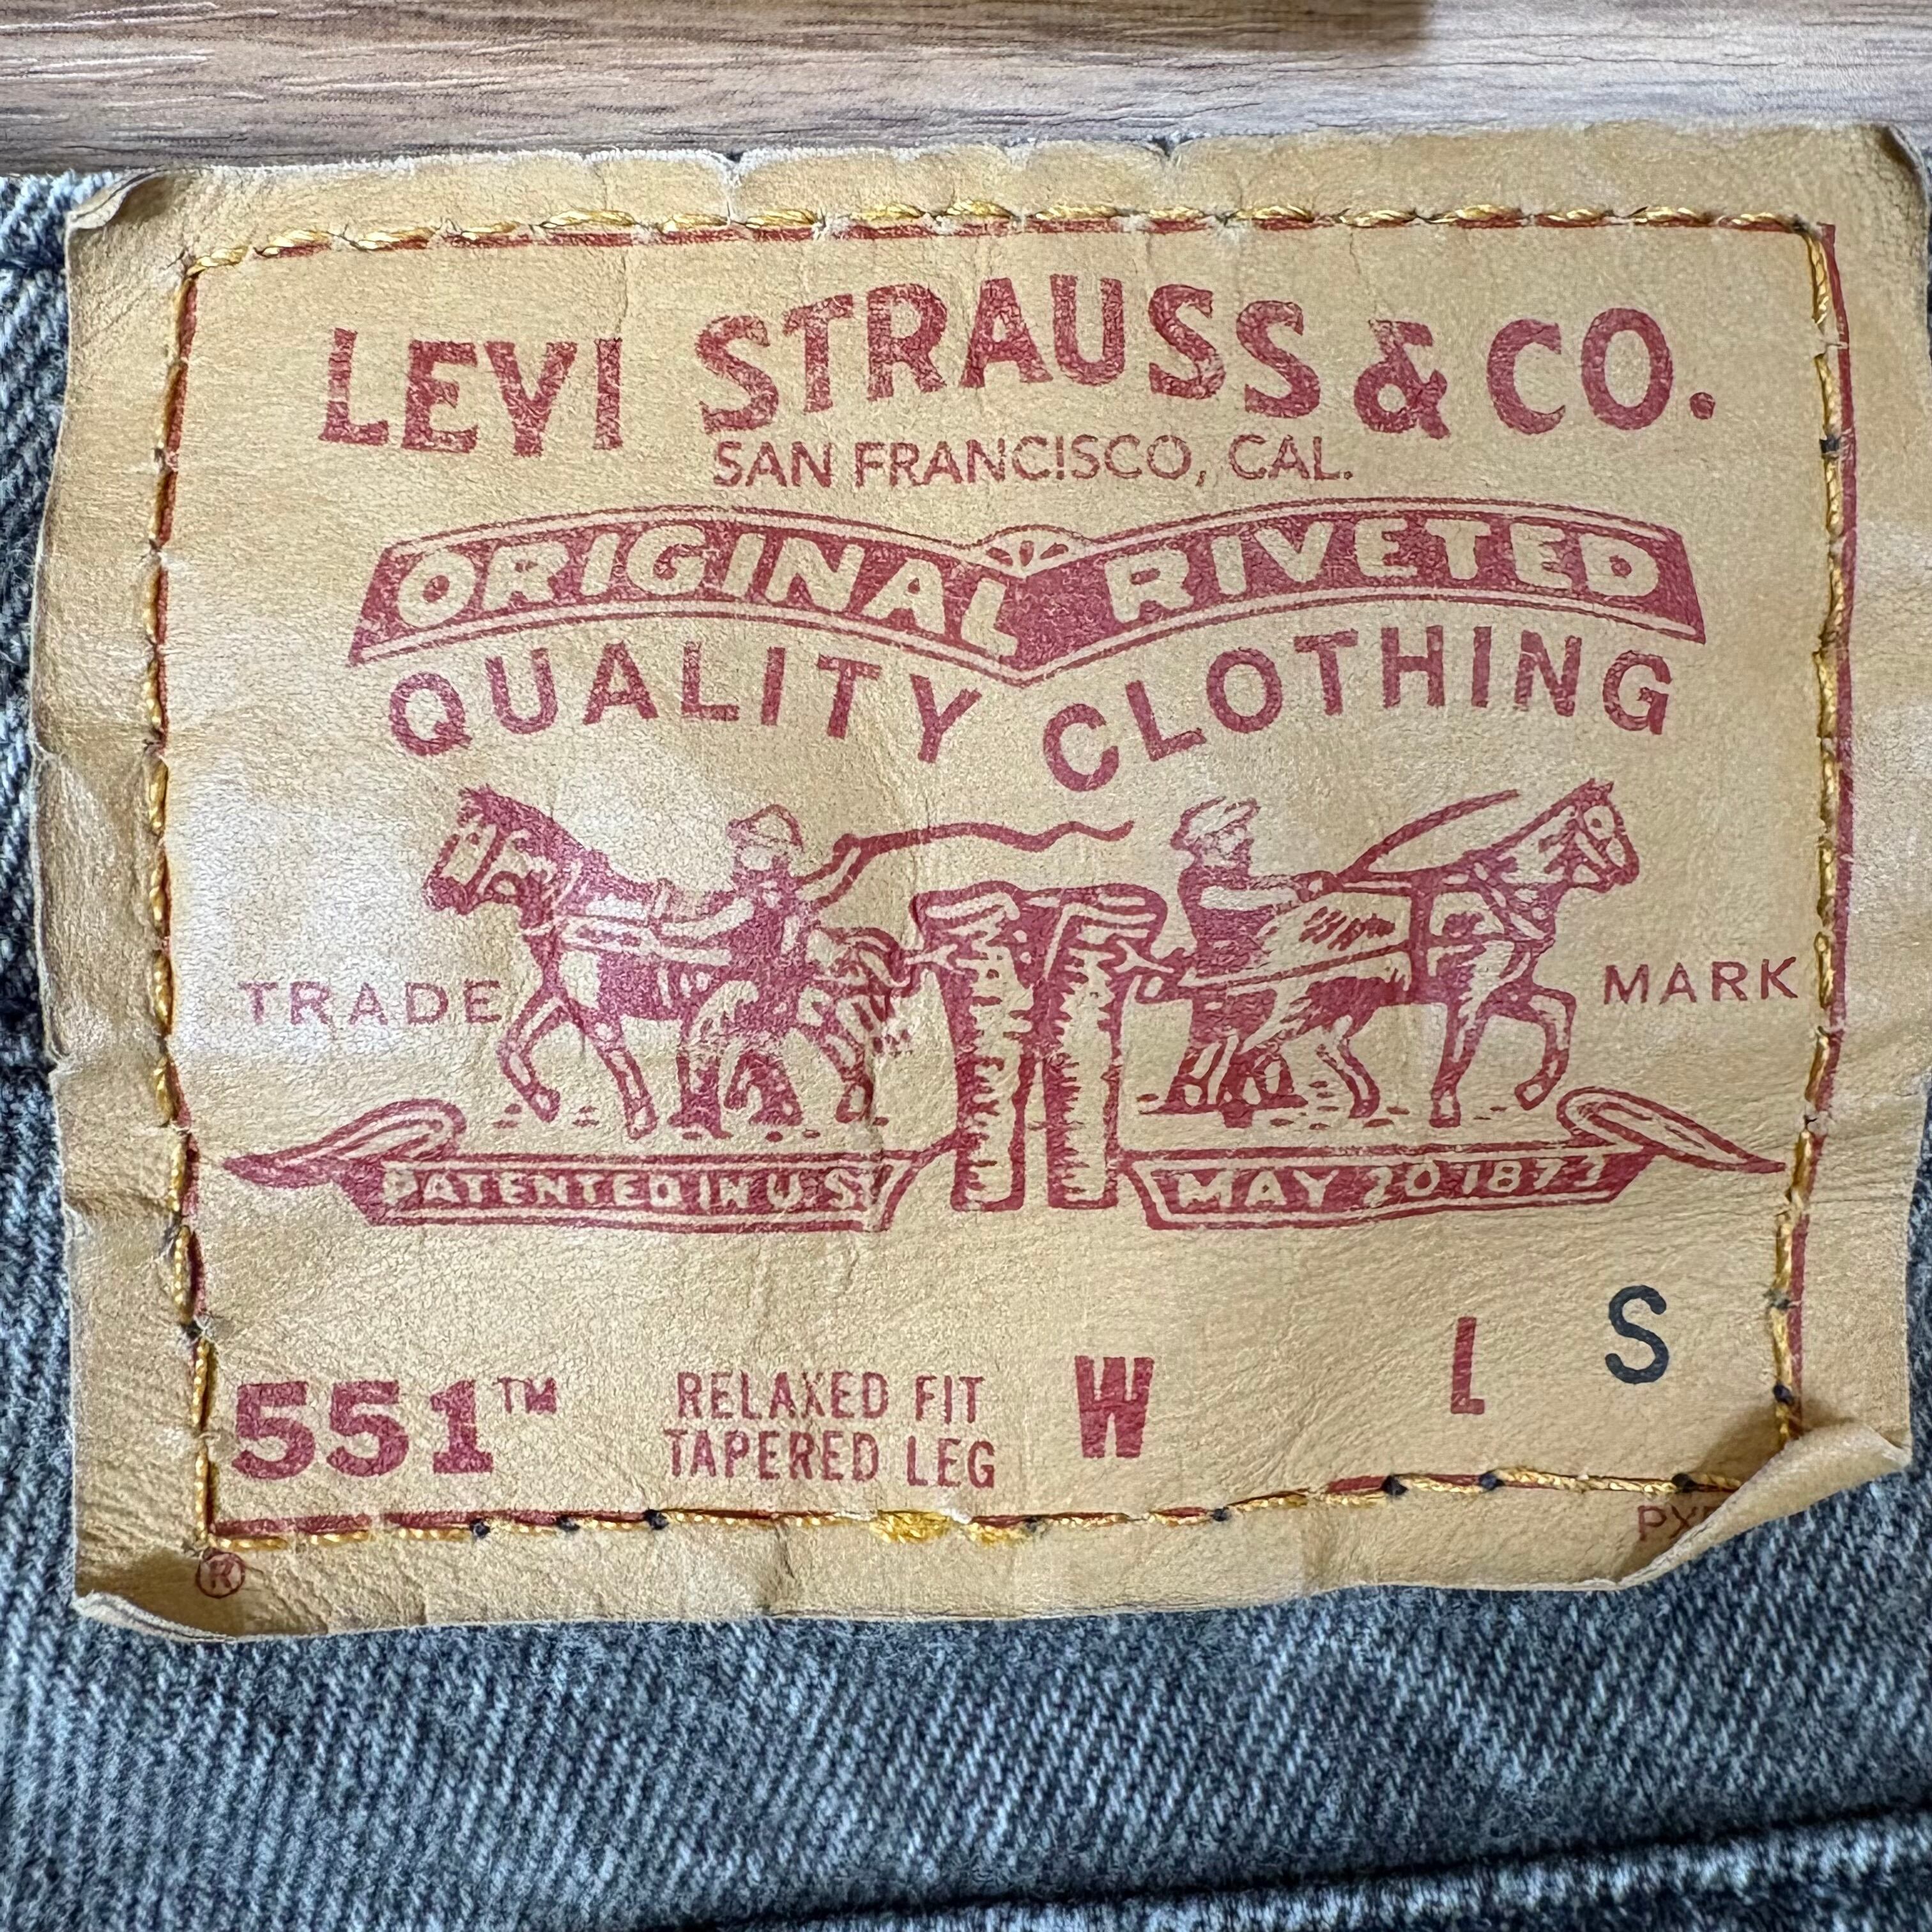 LEVI STRAUSS & CO.
SAN FRANCISCO, CAL.
ORIGINAL RIVETED
QUALITY CLOTHING
TRADE MARK
PATENTED IN U.S. MAY 20 1873
551™ RELAXED FIT W L S
TAPERED LEG
®